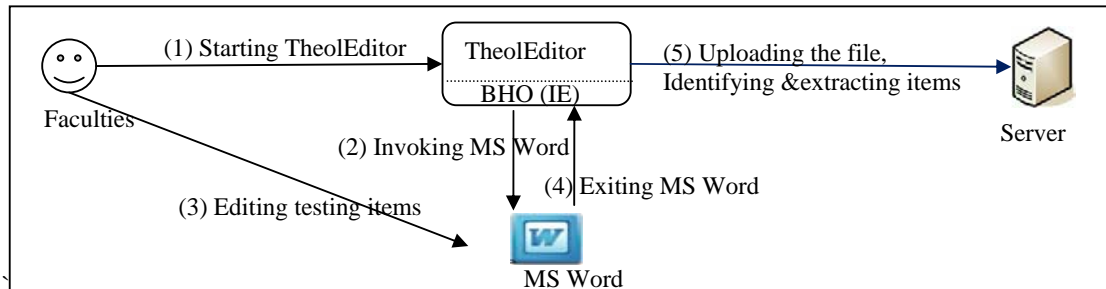 (1) Starting TheolEditor
TheolEditor
BHO (IE)
(5) Uploading the file,
Identifying &extracting items
Faculties
Server
(2) Invoking MS Word
(4) Exiting MS Word
(3) Editing testing items
W
MS Word
`